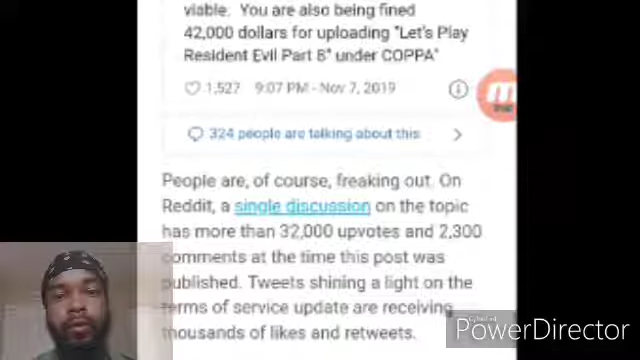 viable. You are also being fined
42,000 dollars for uploading "Let's Play
Resident Evil Part 8" under COPPA"
1,527 9:07 PM - Nov 7, 2019
324 people are talking about this
People are, of course, freaking out. On
Reddit, a single discussion on the topic
has more than 32,000 upvotes and 2,300
comments at the time this post was
published. Tweets shining a light on the
terms of service update are receiving
thousands of likes and retweets.
PowerDirector